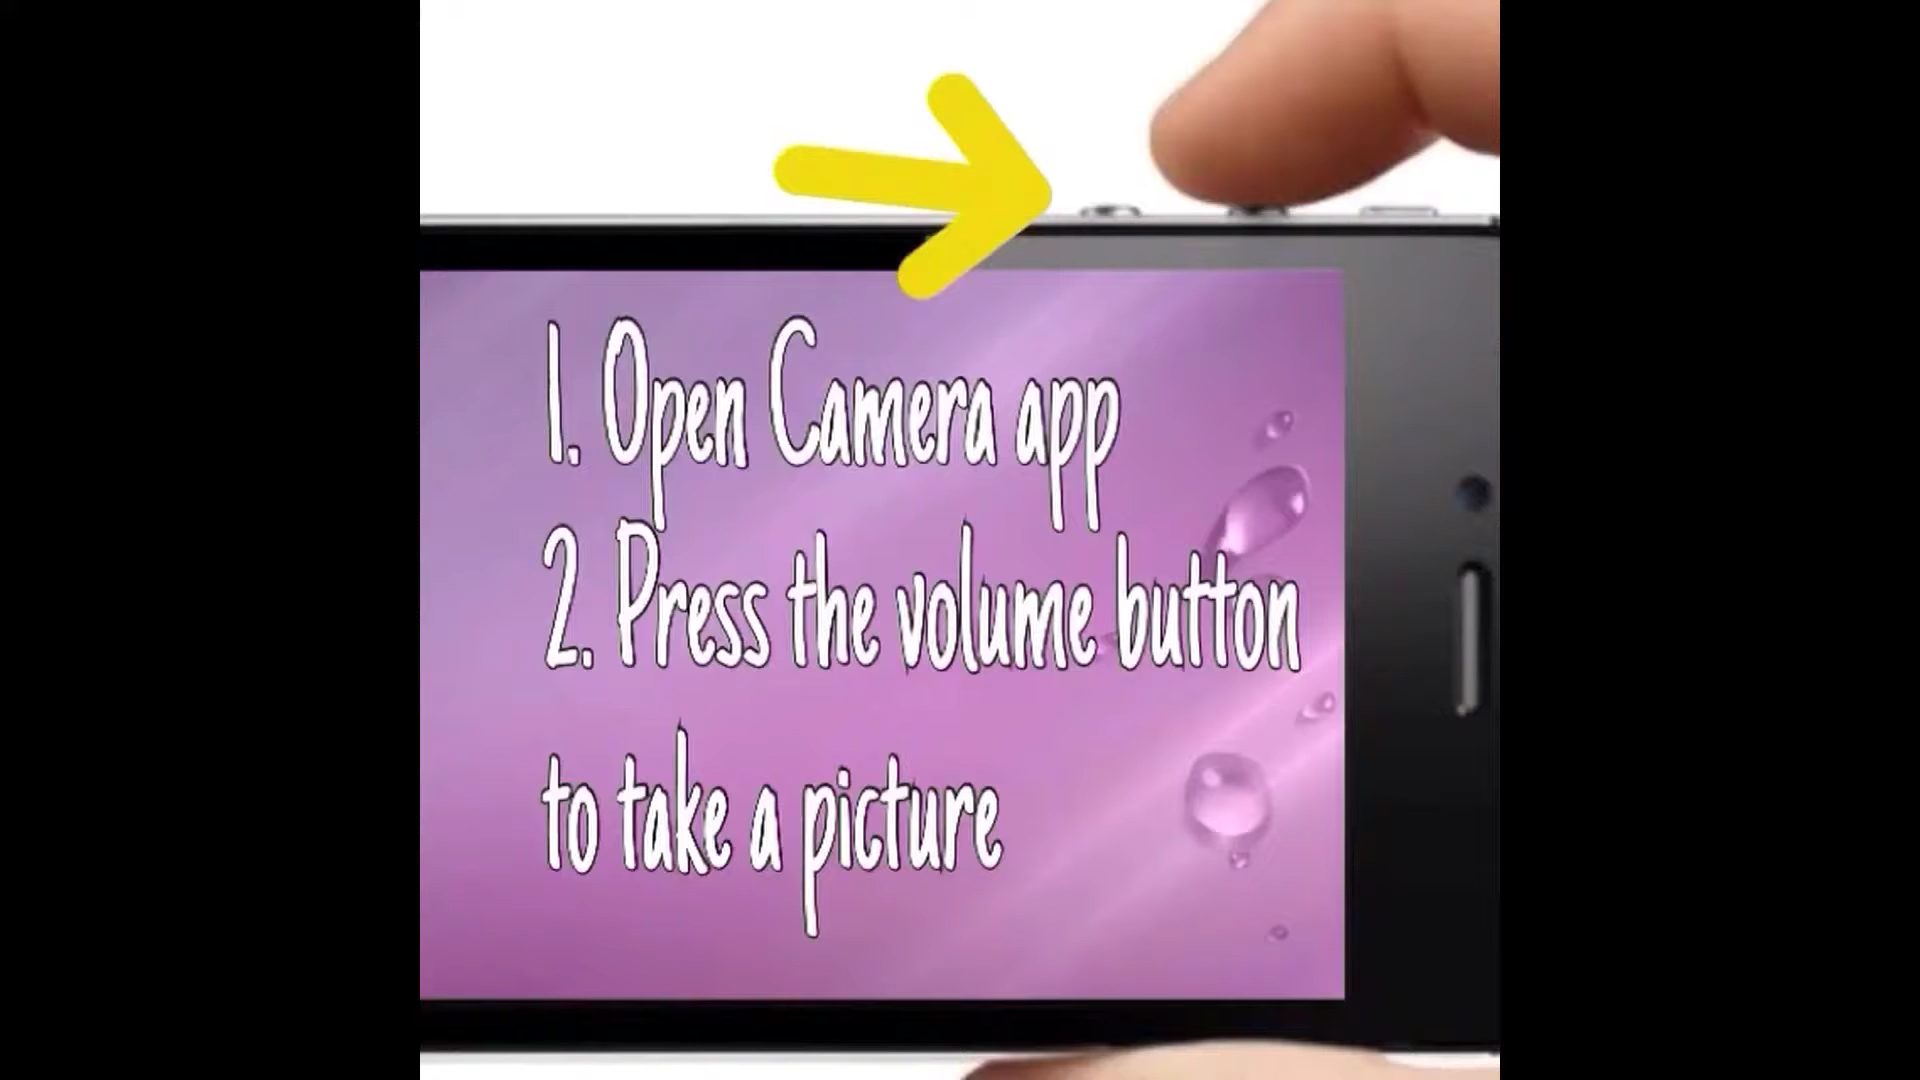 1. Open Camera app
2. Press the volume button
to take a picture